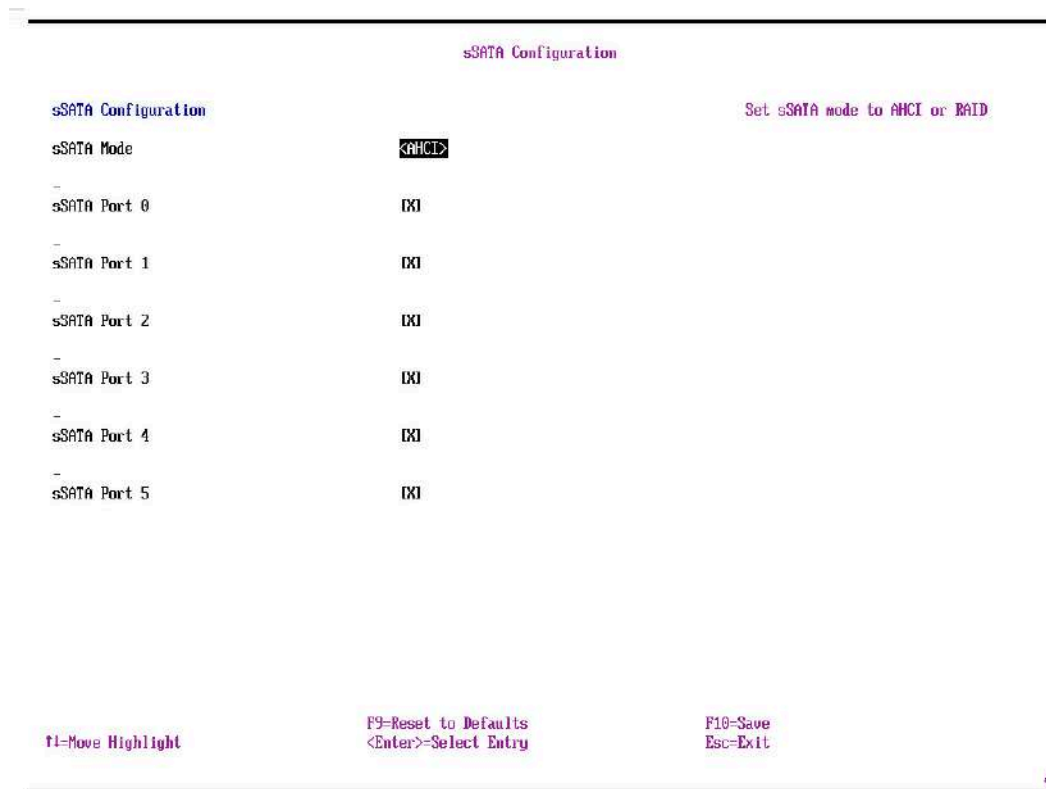 sSATA Configuration
sSATA Configuration
Set sSATA mode to AHCI or RAID
sSATA Mode <AHCI>
_
sSATA Port 0 [X]
_
sSATA Port 1 [X]
_
sSATA Port 2 [X]
_
sSATA Port 3 [X]
_
sSATA Port 4 [X]
_
sSATA Port 5 [X]
F9=Reset to Defaults F10=Save
↑↓=Move Highlight <Enter>=Select Entry Esc=Exit